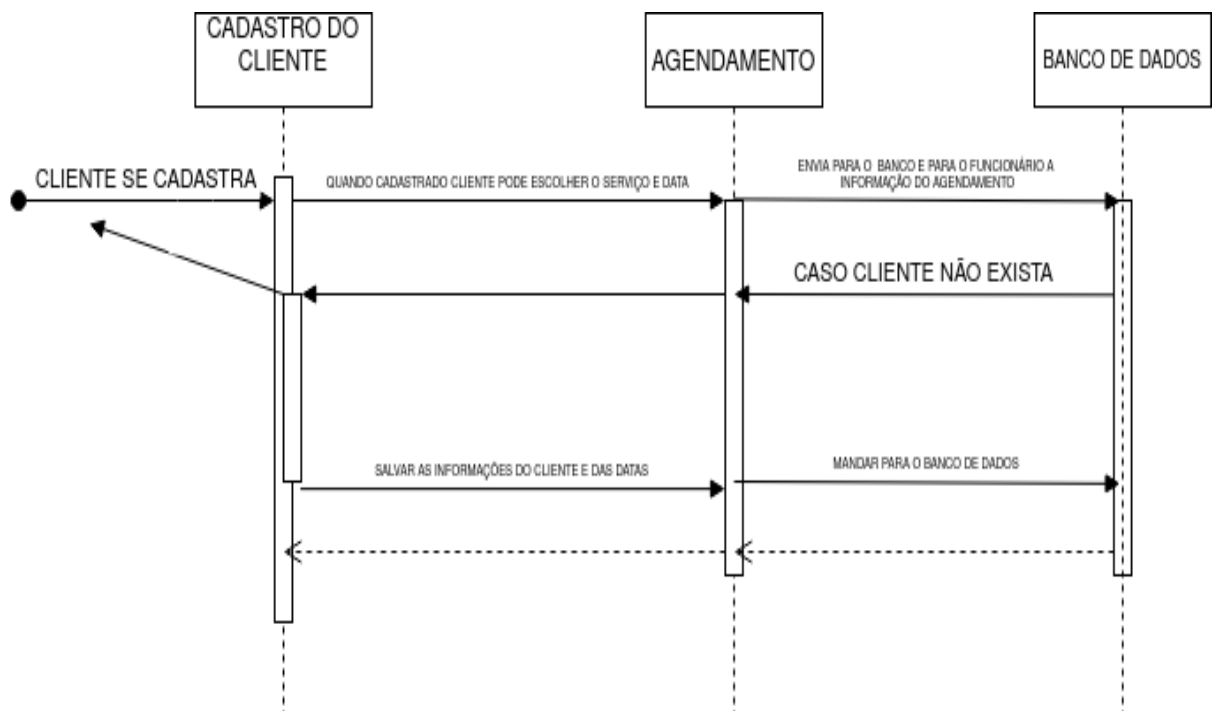 CADASTRO DO
CLIENTE
AGENDAMENTO
BANCO DE DADOS
CLIENTE SE CADASTRA
QUANDO CADASTRADO CLIENTE PODE ESCOLHER O SERVIÇO E DATA
ENVIA PARA O BANCO E PARA O FUNCIONÁRIO A
INFORMAÇÃO DO AGENDAMENTO
CASO CLIENTE NÃO EXISTA
SALVAR AS INFORMAÇÕES DO CLIENTE E DAS DATAS
MANDAR PARA O BANCO DE DADOS